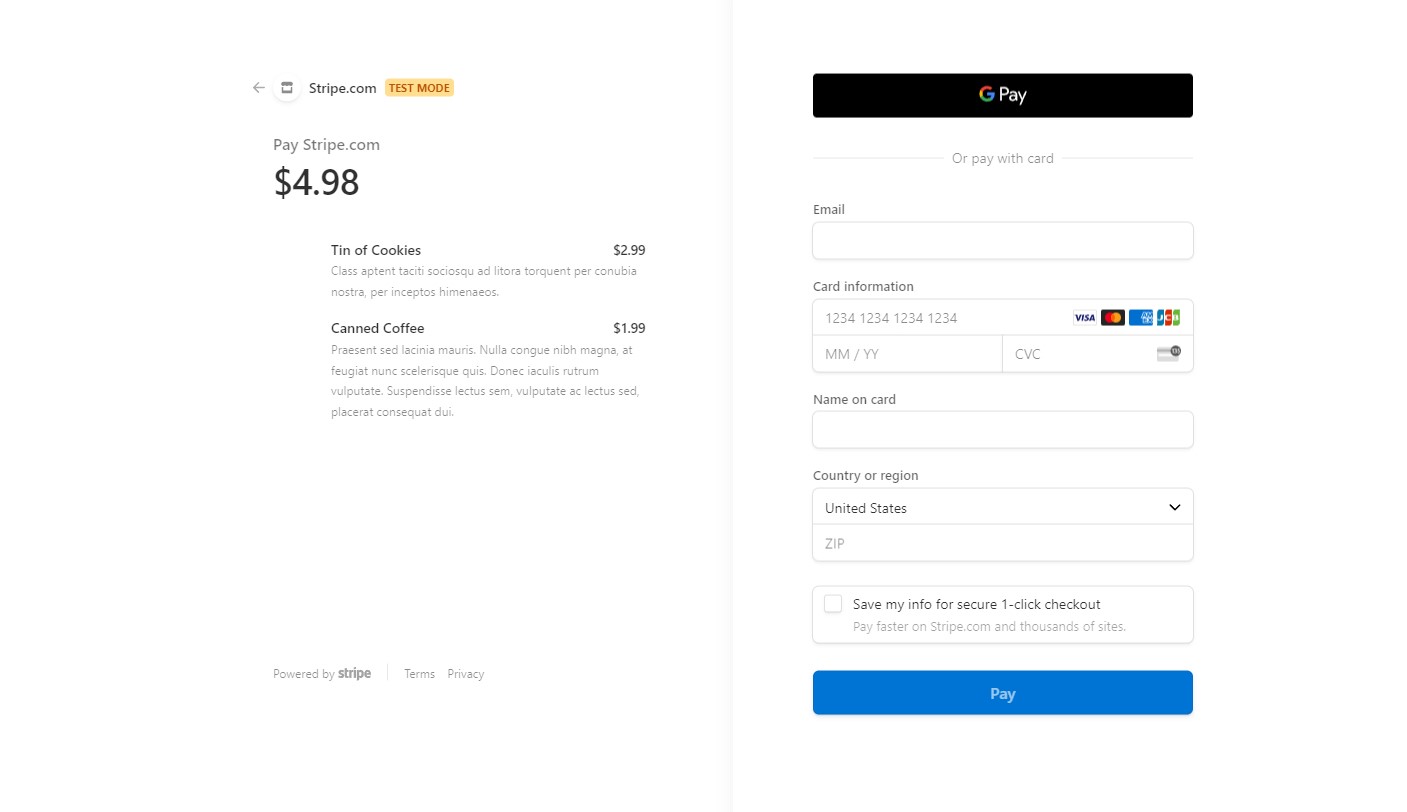 Stripe.com TEST MODE
Pay Stripe.com
$4.98
Tin of Cookies $2.99
Class aptent taciti sociosqu ad litora torquent per conubia
nostra, per inceptos himenaeos.
Canned Coffee $1.99
Praesent sed lacinia mauris. Nulla congue nibh magna, at
feugiat nunc scelerisque quis. Donec iaculis rutrum
vulputate. Suspendisse lectus sem, vulputate ac lectus sed,
placerat consequat dui.
Powered by stripe Terms Privacy
G Pay
Or pay with card
Email
Card information
1234 1234 1234 1234 VISA AM EX JCB
MM / YY CVC 135
Name on card
Country or region
United States
ZIP
Save my info for secure 1-click checkout
Pay faster on Stripe.com and thousands of sites.
Pay